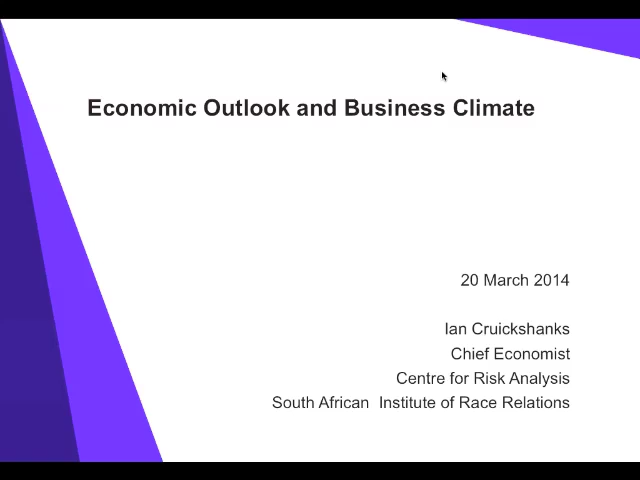 Economic Outlook and Business Climate
20 March 2014
Ian Cruickshanks
Chief Economist
Centre for Risk Analysis
South African  Institute of Race Relations